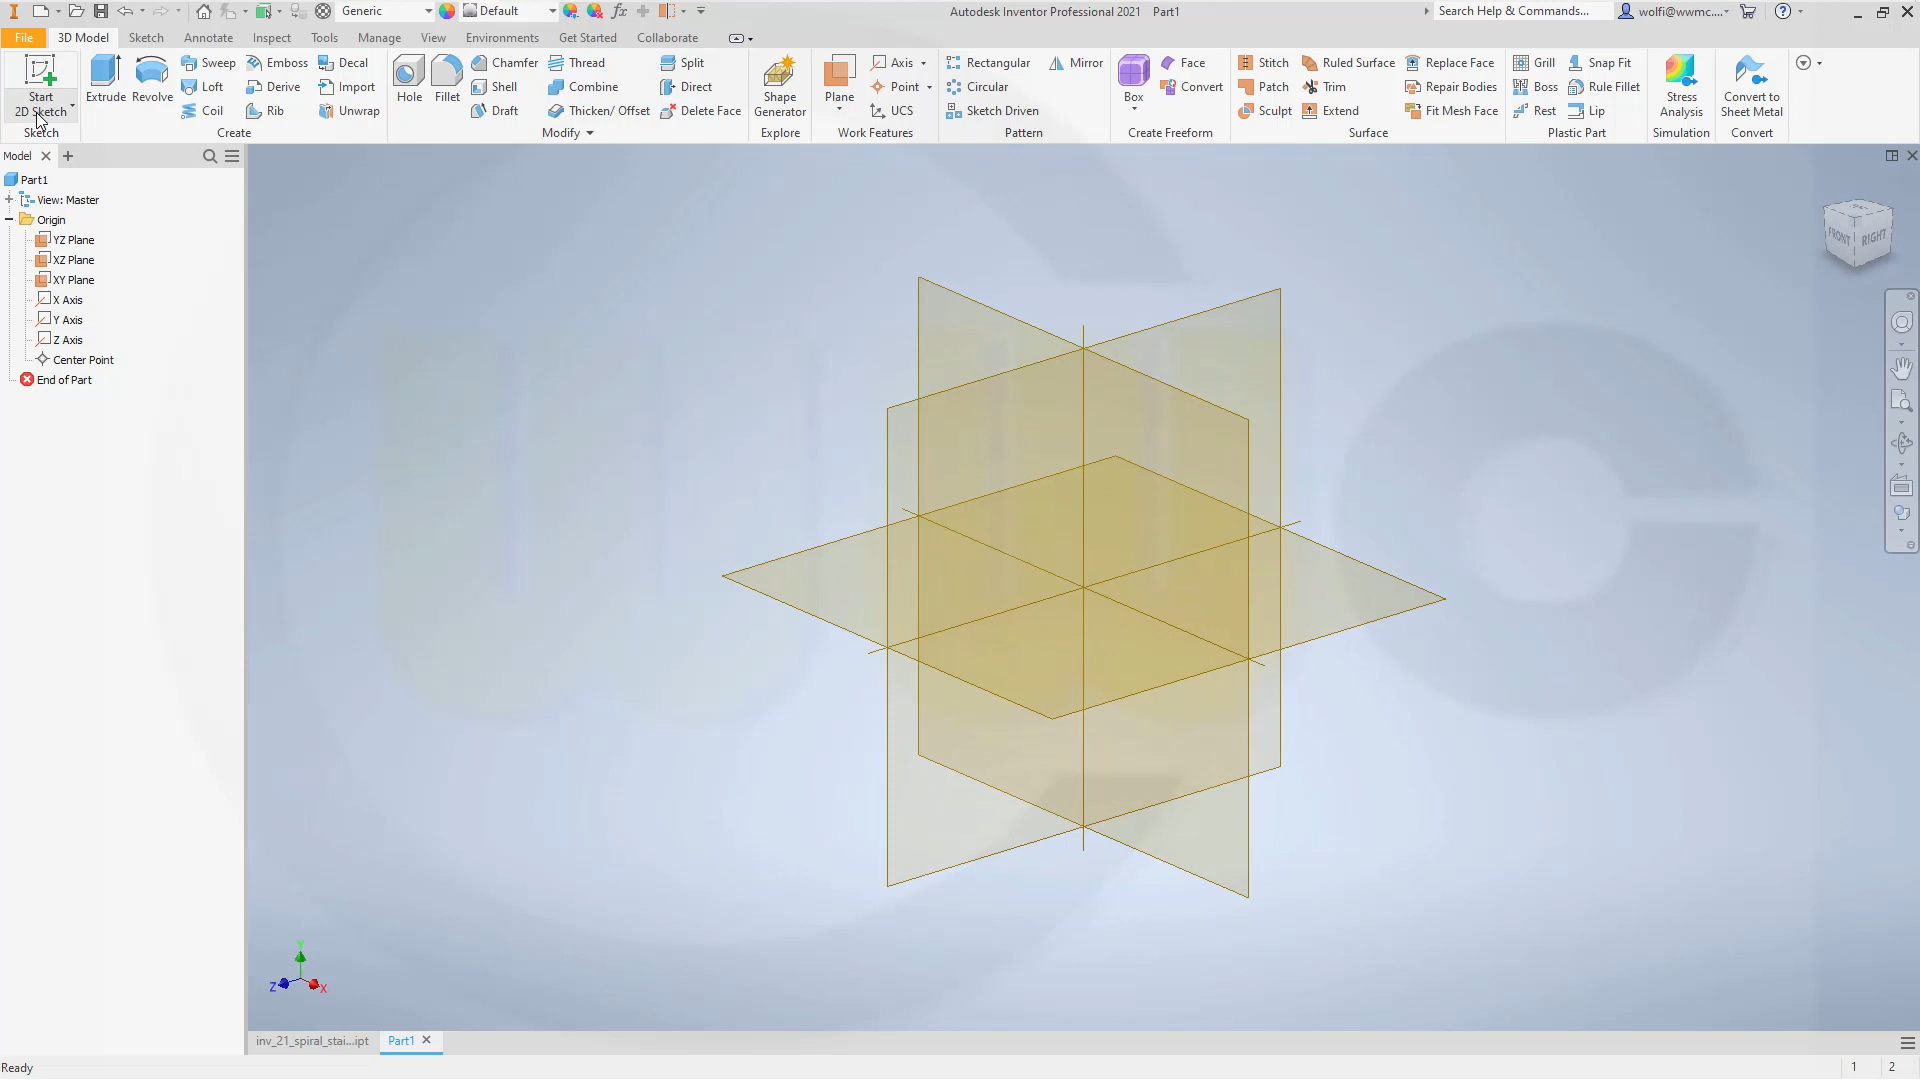 Generic
Default
Autodesk Inventor Professional 2021 Part1
Search Help & Commands...
wolfi@wwmc....
File 3D Model Sketch Annotate Inspect Tools Manage View Environments Get Started Collaborate
Start
2D Sketch
Sketch
Extrude
Revolve
Sweep
Loft
Coil
Emboss
Derive
Rib
Decal
Import
Unwrap
Create
Hole
Fillet
Chamfer
Shell
Draft
Thread
Combine
Thicken/ Offset
Split
Direct
Delete Face
Modify
Shape
Generator
Explore
Plane
Axis
Point
UCS
Work Features
Rectangular
Circular
Sketch Driven
Mirror
Pattern
Box
Face
Convert
Create Freeform
Stitch
Patch
Sculpt
Ruled Surface
Trim
Extend
Replace Face
Repair Bodies
Fit Mesh Face
Surface
Grill
Boss
Rest
Snap Fit
Rule Fillet
Lip
Plastic Part
Stress
Analysis
Simulation
Convert to
Sheet Metal
Convert
Model
Part1
View: Master
Origin
YZ Plane
XZ Plane
XY Plane
X Axis
Y Axis
Z Axis
Center Point
End of Part
FRONT
RIGHT
Y
Z
X
inv_21_spiral_stai...ipt
Part1
Ready
1
2